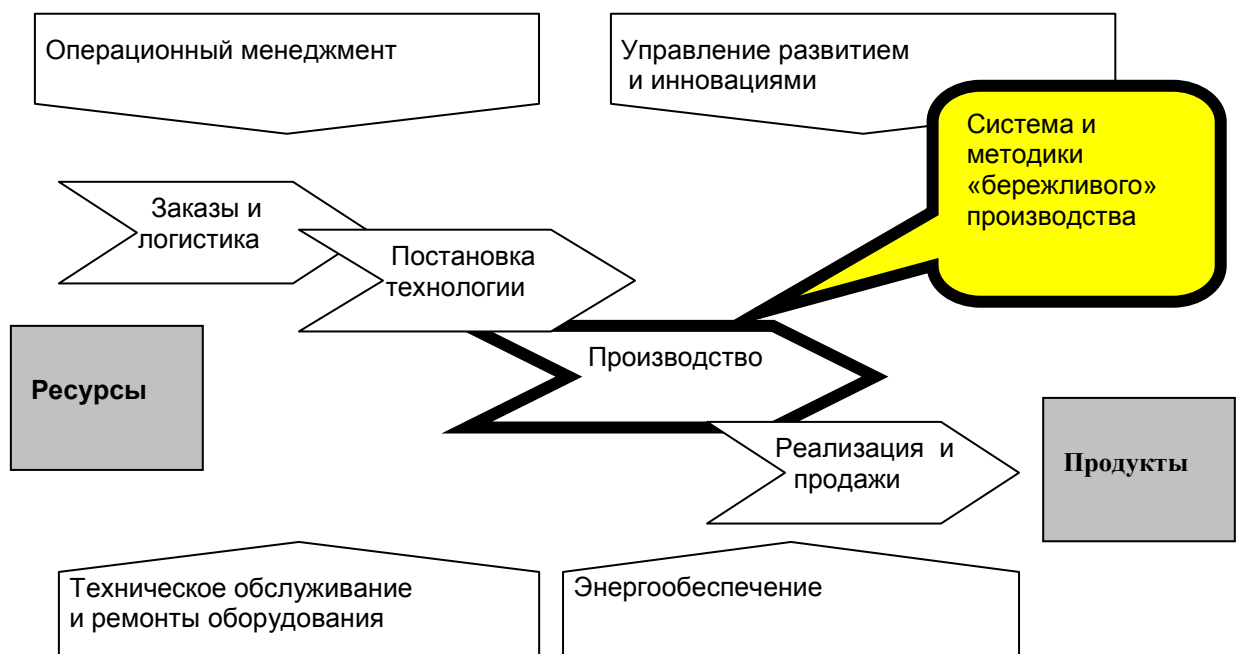 Операционный менеджмент
Управление развитием
и инновациями
Система и
методики
«бережливого»
производства
Заказы и
логистика
Постановка
технологии
Производство
Ресурсы
Реализация и
продажи
Продукты
Техническое обслуживание
и ремонты оборудования
Энергообеспечение